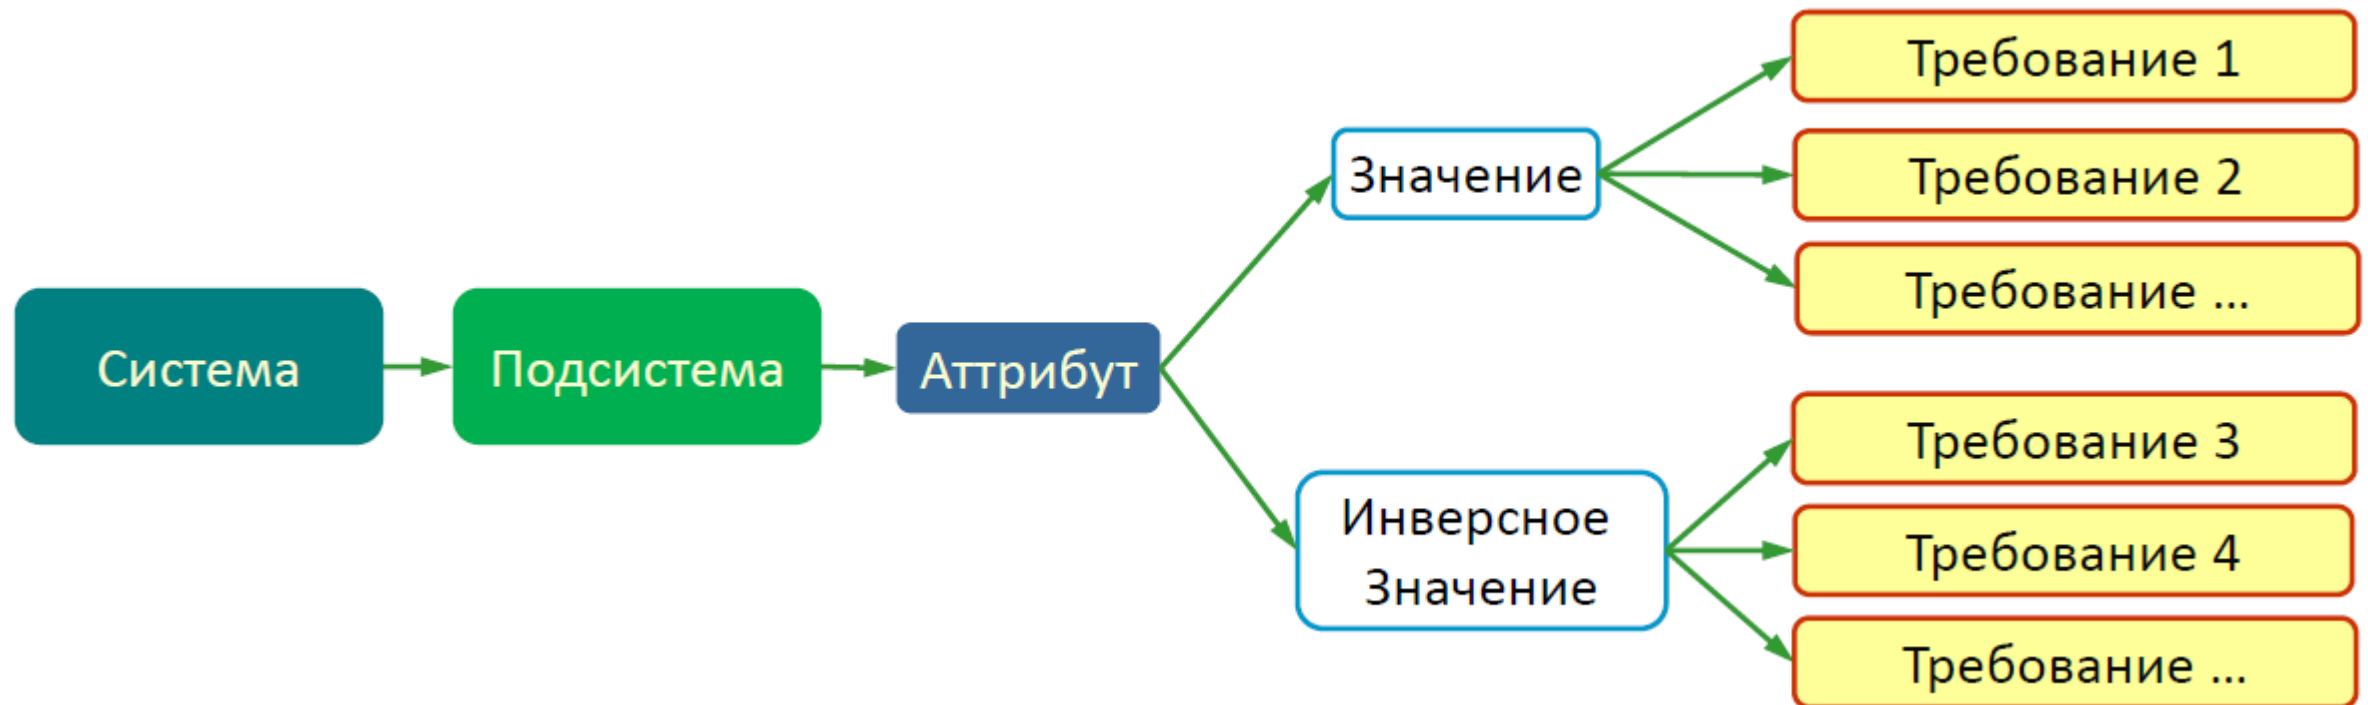 Система
Подсистема
Аттрибут
Значение
Требование 1
Требование 2
Требование ...
Инверсное
Значение
Требование 3
Требование 4
Требование ...